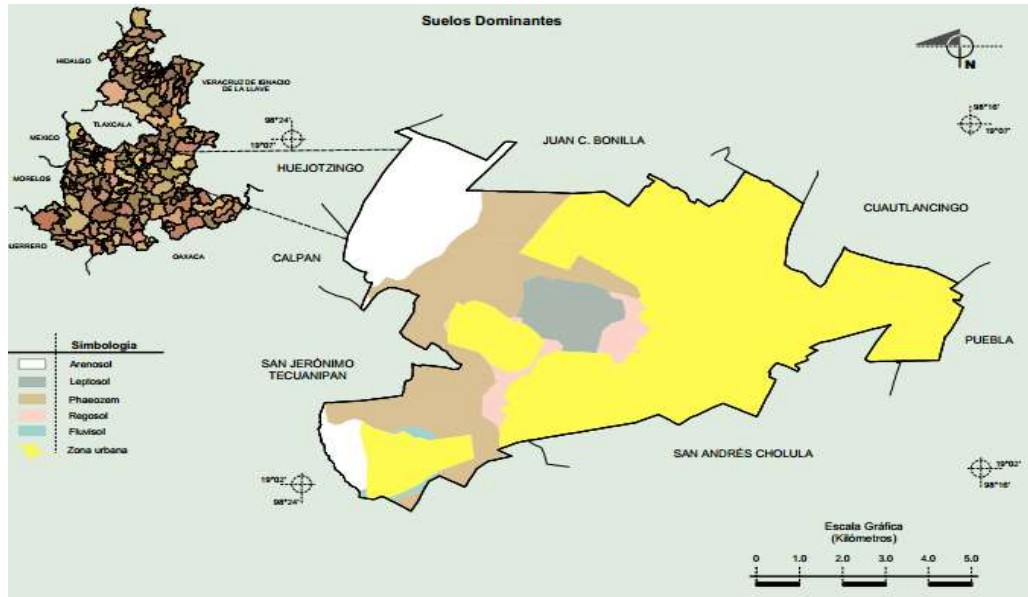 Suelos Dominantes
N
HIDALGO
VERACRUZ DE IGNACIO
DE LA LLAVE
TLAXCALA
MEXICO
MORELOS
GUERRERO
OAXACA
98°24'
19°07'
98°16'
19°07'
HUEJOTZINGO
JUAN C. BONILLA
CUAUTLANCINGO
CALPAN
PUEBLA
SAN JERÓNIMO
TECUANIPAN
SAN ANDRÉS CHOLULA
Simbología
Arenosol
Leptosol
Phaeozem
Regosol
Fluvisol
Zona urbana
19°02'
98°24'
19°02'
98°16'
Escala Gráfica
(Kilómetros)
0 1.0 2.0 3.0 4.0 5.0